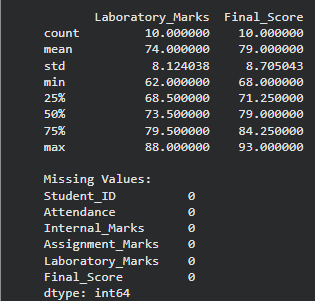 Laboratory_Marks Final_Score
count 10.000000 10.000000
mean 74.000000 79.000000
std 8.124038 8.705043
min 62.000000 68.000000
25% 68.500000 71.250000
50% 73.500000 79.000000
75% 79.500000 84.250000
max 88.000000 93.000000
Missing Values:
Student_ID 0
Attendance 0
Internal_Marks 0
Assignment_Marks 0
Laboratory_Marks 0
Final_Score 0
dtype: int64